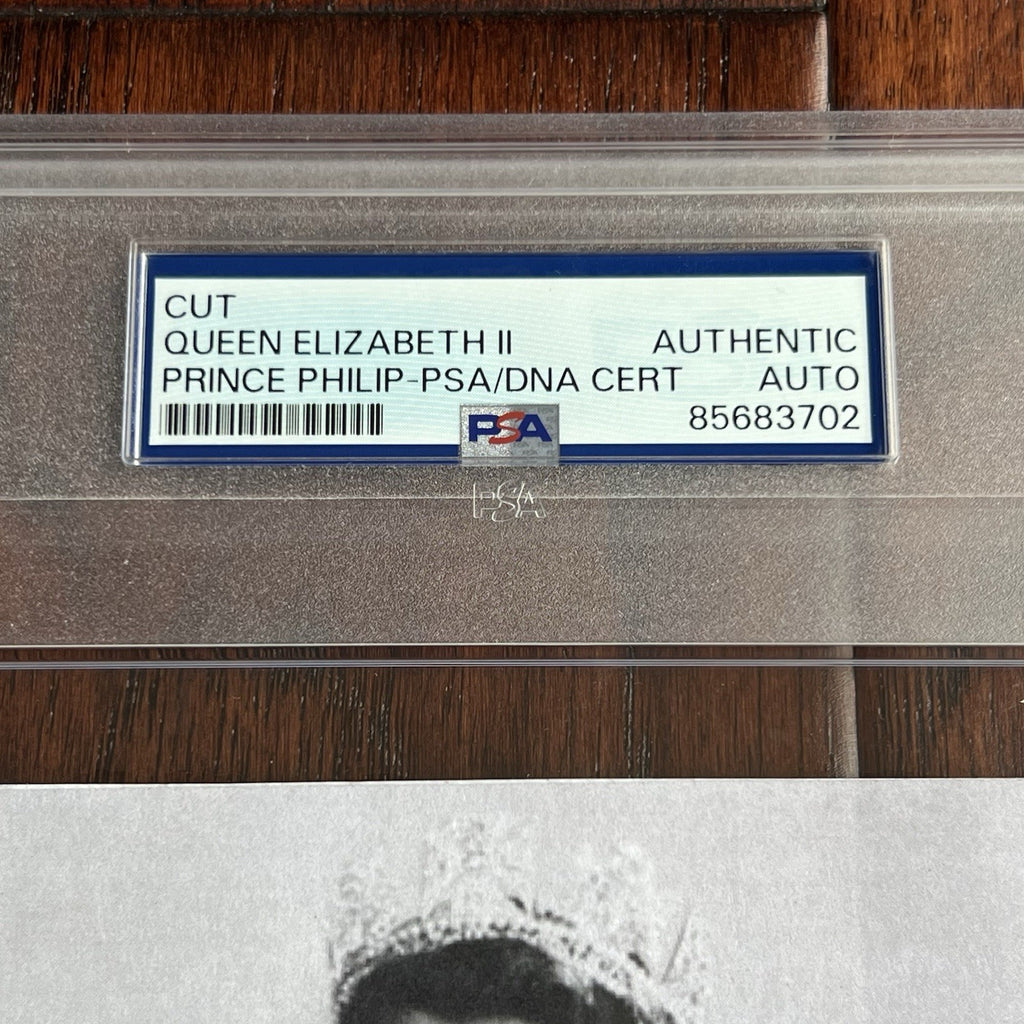 CUT
QUEEN ELIZABETH II AUTHENTIC
PRINCE PHILIP-PSA/DNA CERT AUTO
PSA 85683702
PSA